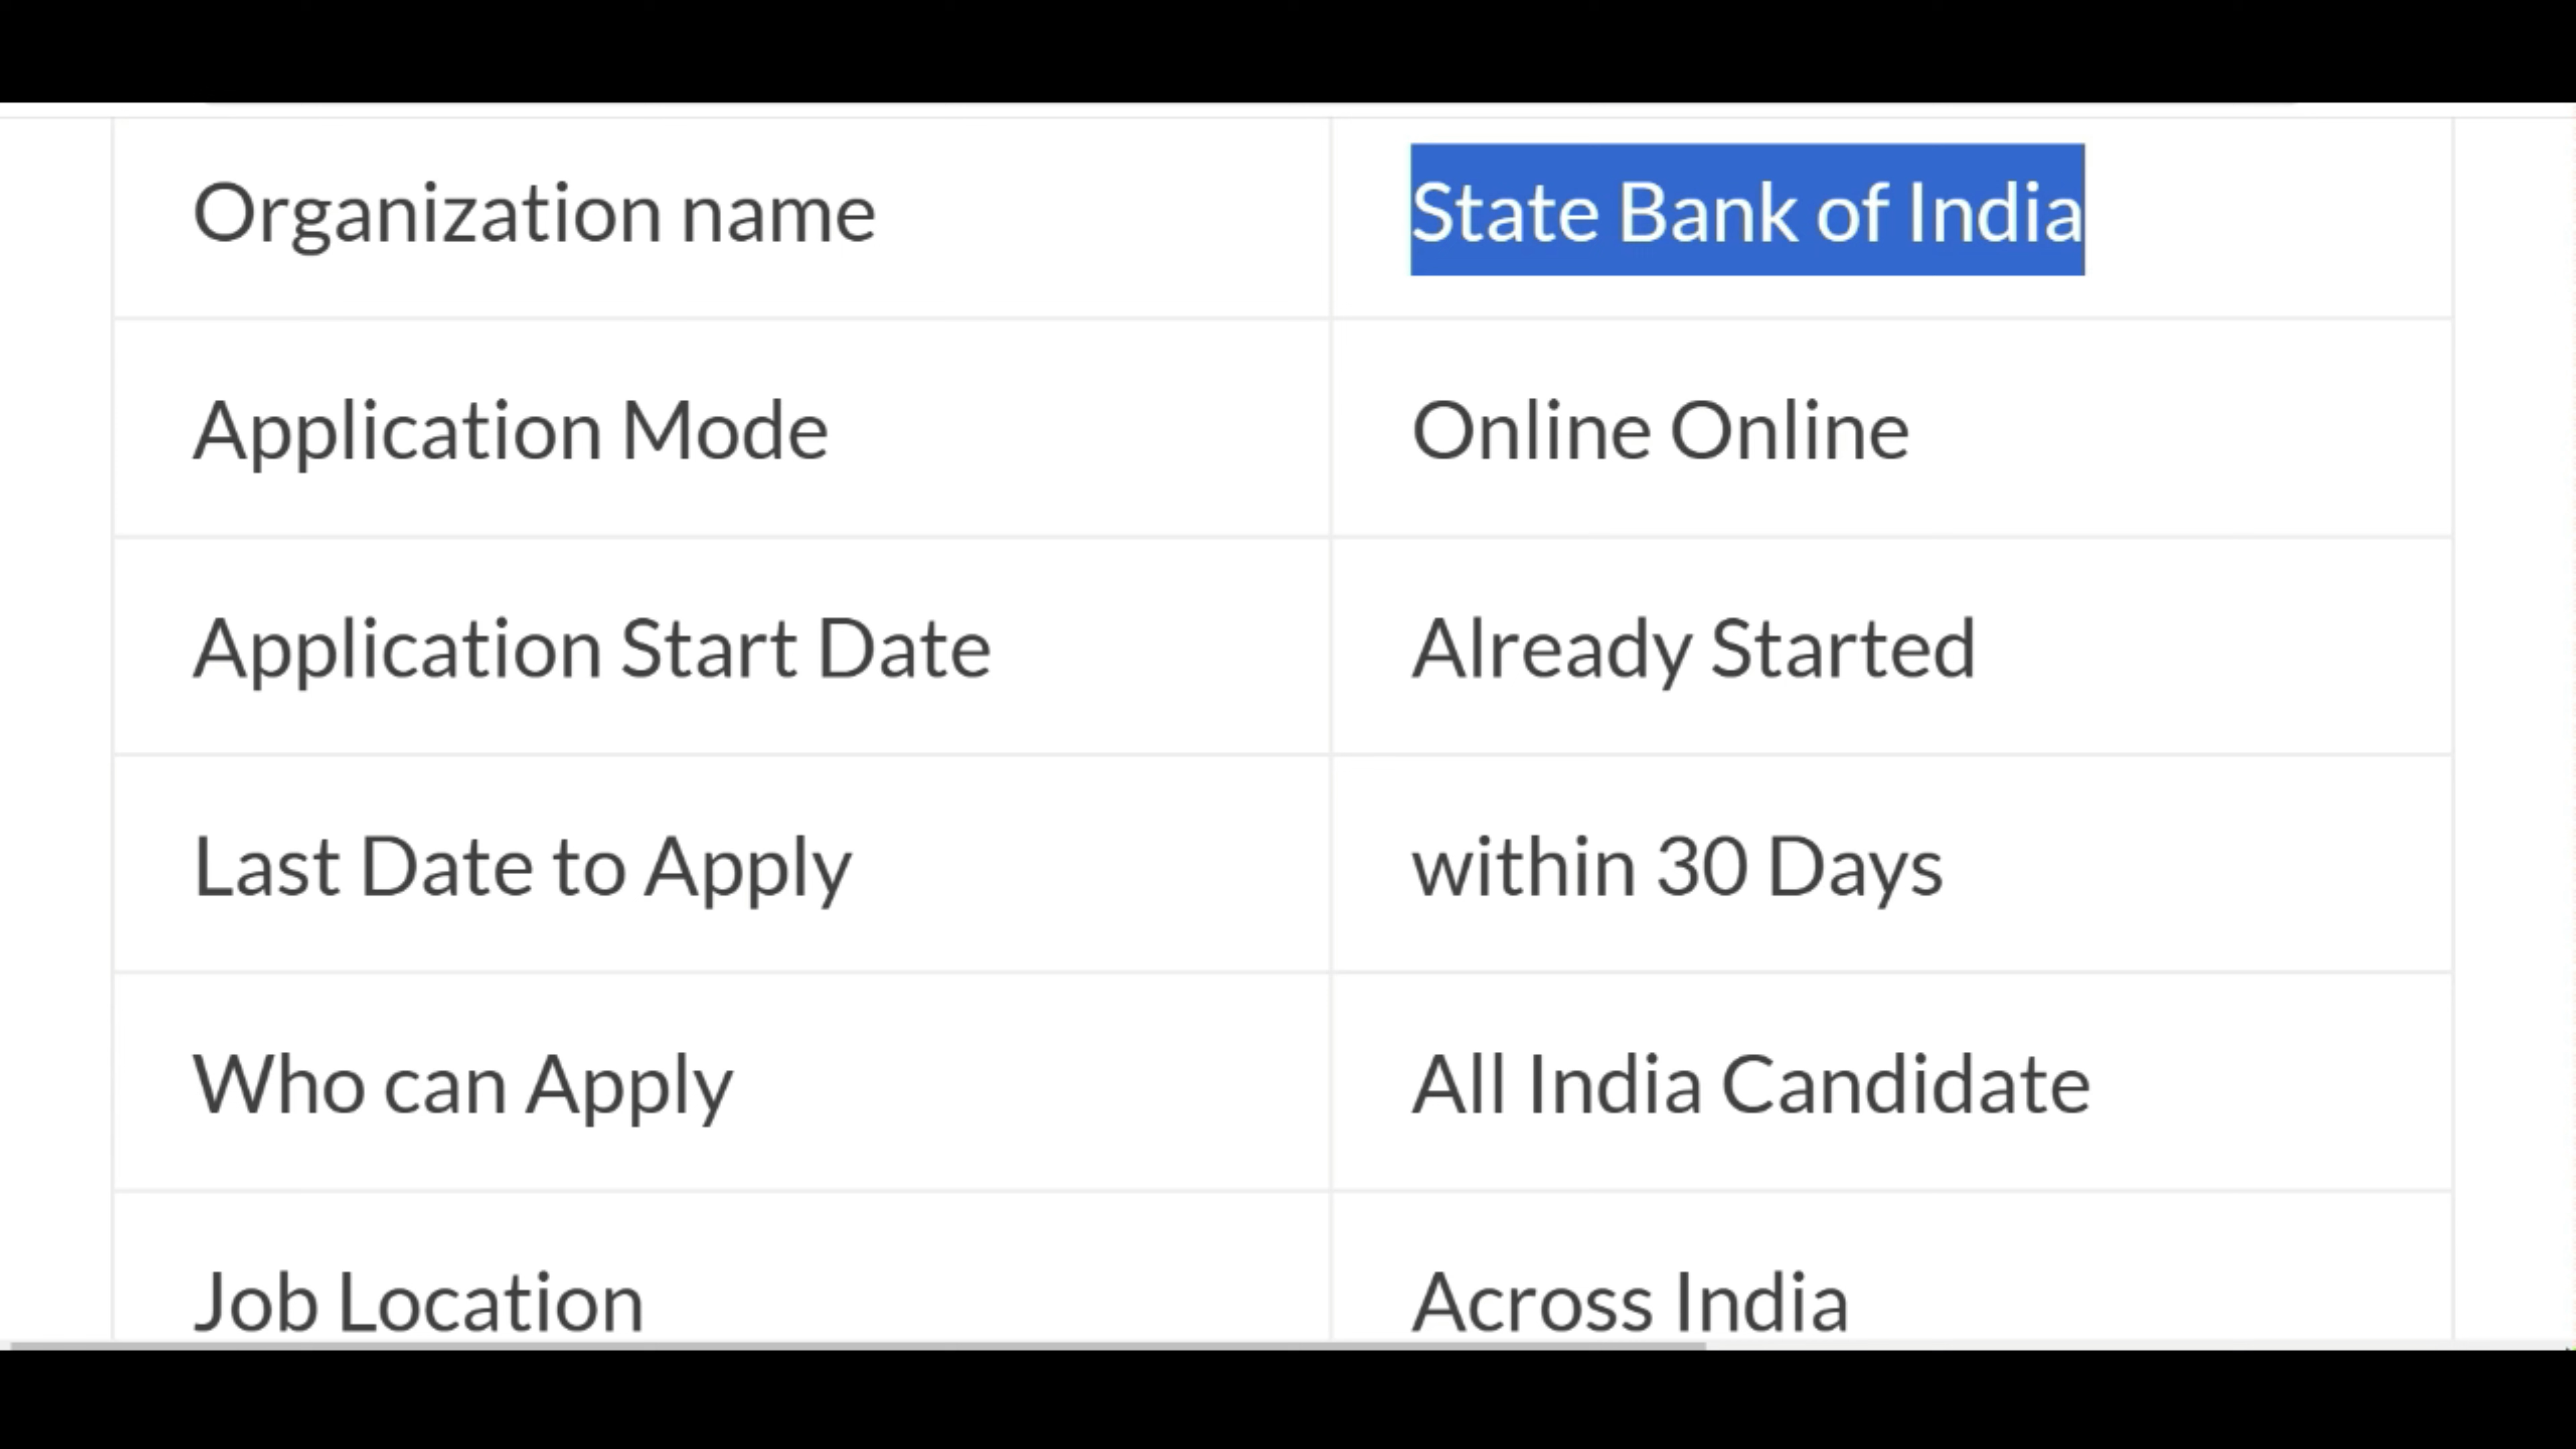 Organization name State Bank of India
Application Mode Online Online
Application Start Date Already Started
Last Date to Apply within 30 Days
Who can Apply All India Candidate
Job Location Across India